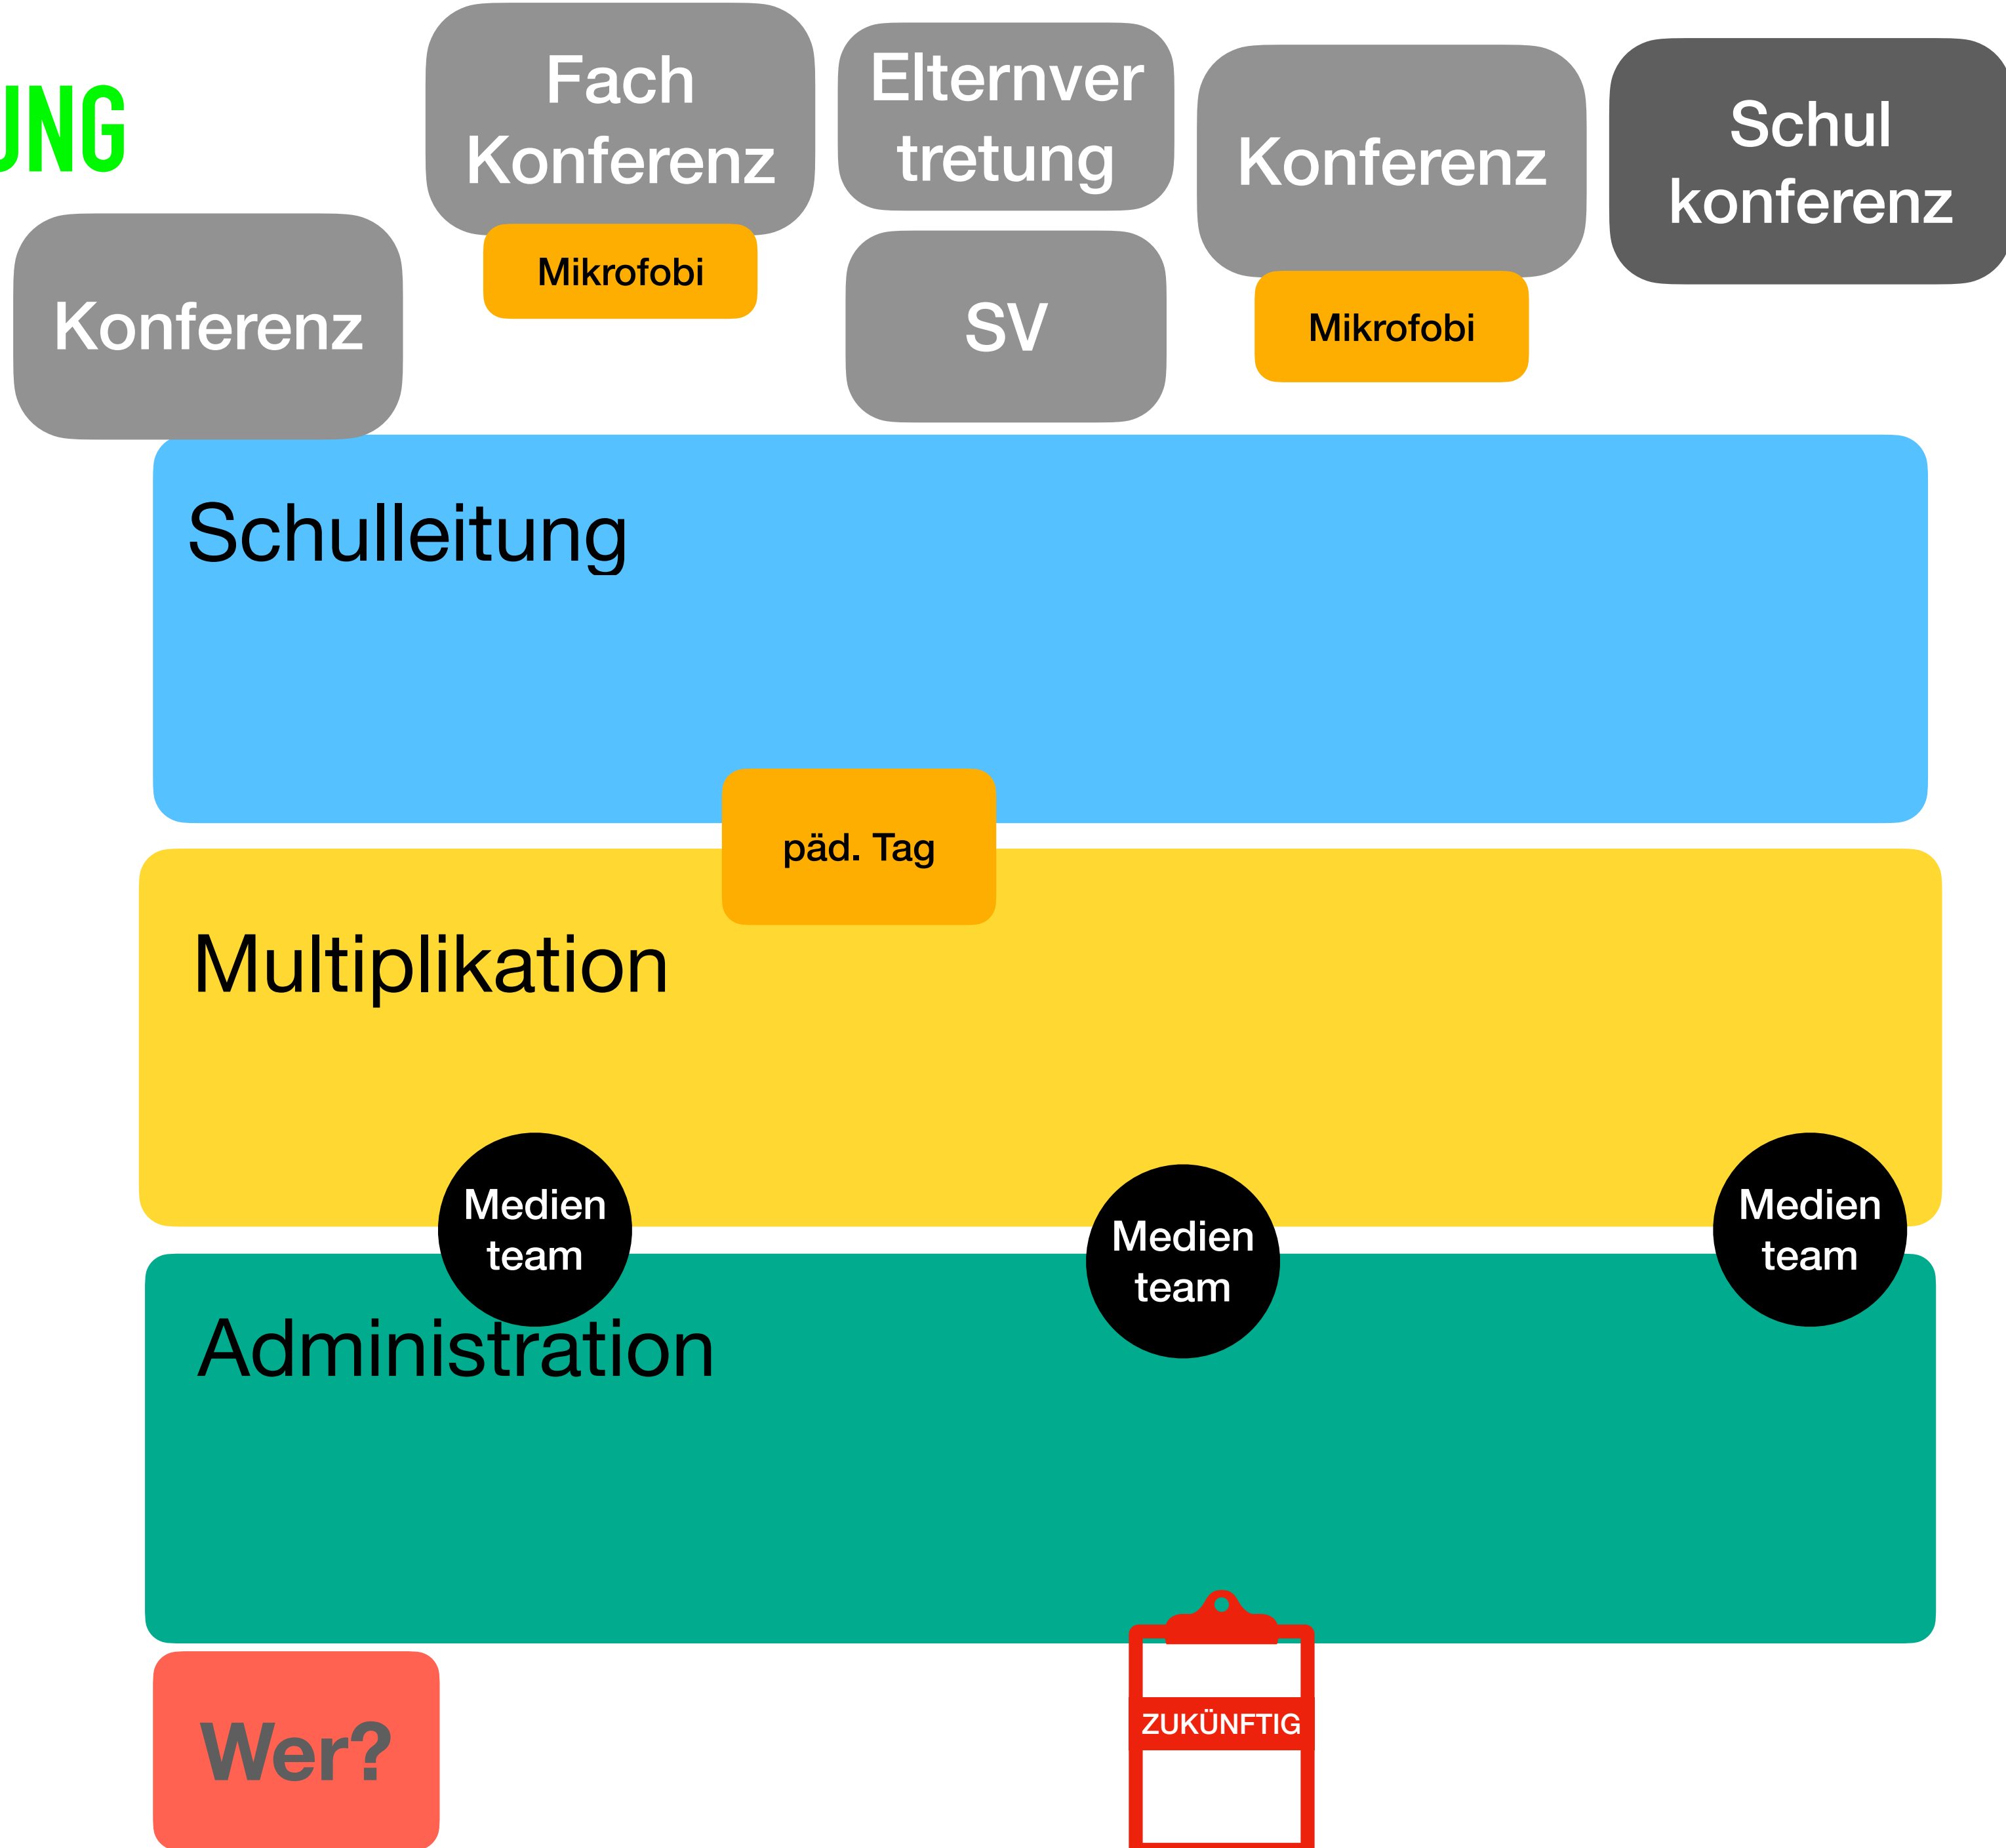 UNG
Fach
Konferenz
Elternver
tretung
Konferenz
Schul
konferenz
Konferenz
Mikrofobi
SV
Mikrofobi
Schulleitung
päd. Tag
Multiplikation
Medien
team
Medien
team
Medien
team
Administration
ZUKÜNFTIG
Wer?